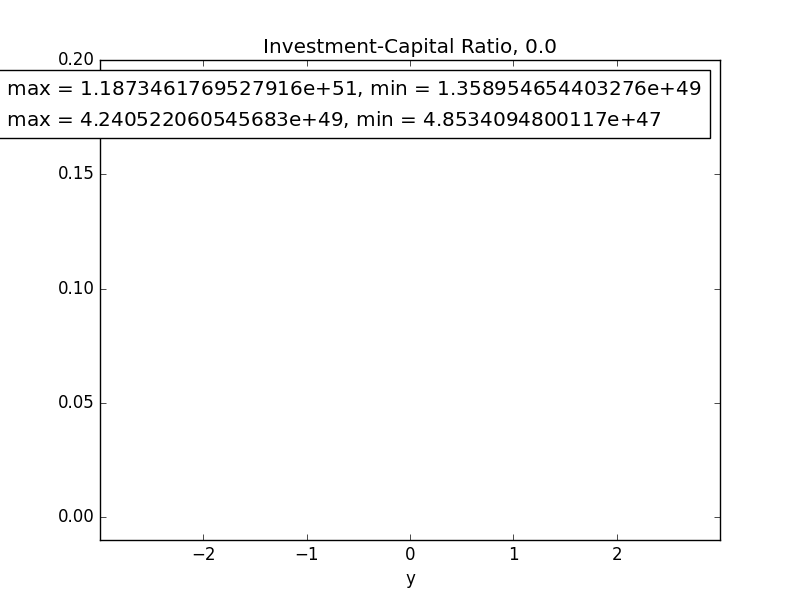 Investment-Capital Ratio, 0.0
0.20
max = 1.1873461769527916e+51, min = 1.358954654403276e+49
max = 4.240522060545683e+49, min = 4.8534094800117e+47
0.15
0.10
0.05
0.00
−2 −1 0 1 2
y